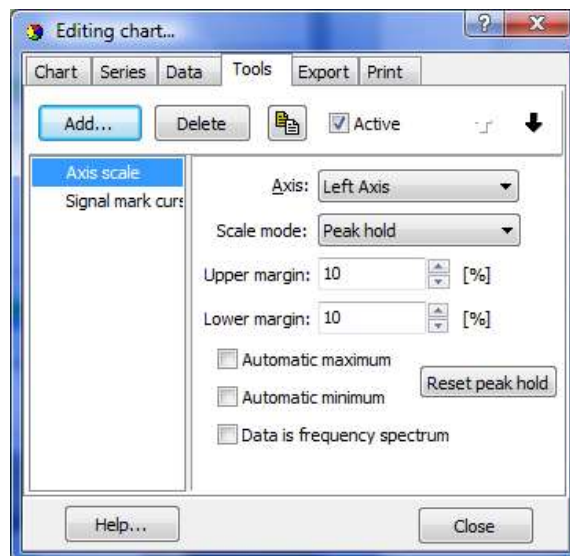 Editing chart...
Chart Series Data Tools Export Print
Add... Delete Active
Axis scale
Signal mark curs
Axis: Left Axis
Scale mode: Peak hold
Upper margin: 10 [%]
Lower margin: 10 [%]
Automatic maximum
Reset peak hold
Automatic minimum
Data is frequency spectrum
Help... Close